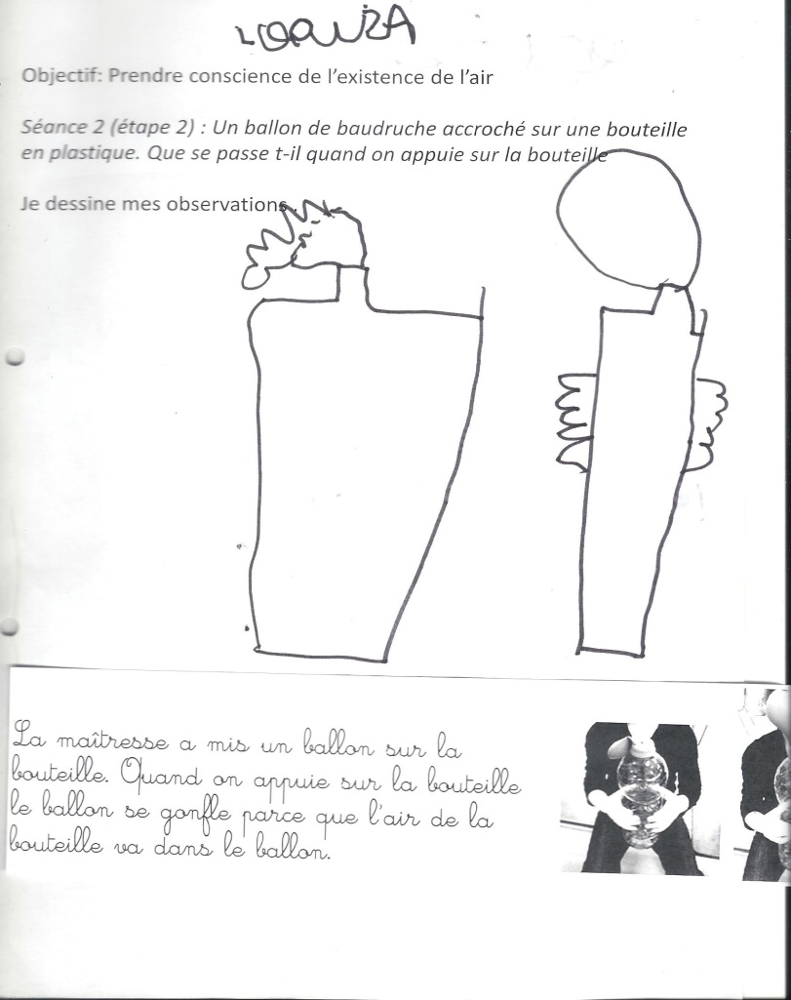 LOQUIZA
Objectif: Prendre conscience de l'existence de l'air
Séance 2 (étape 2) : Un ballon de baudruche accroché sur une bouteille
en plastique. Que se passe t-il quand on appuie sur la bouteille
Je dessine mes observations.
La maîtresse a mis un ballon sur la
bouteille. Quand on appuie sur la bouteille
le ballon se gonfle parce que l'air de la
bouteille va dans le ballon.